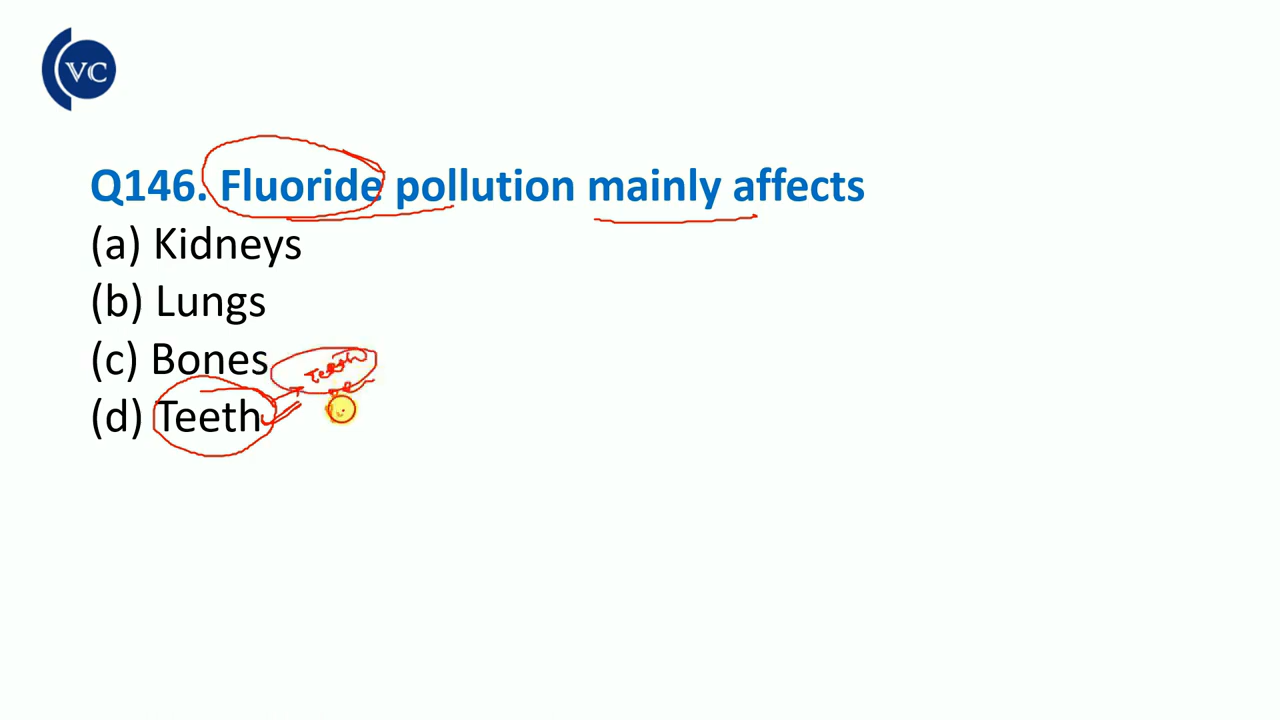 VC
Q146. Fluoride pollution mainly affects
(a) Kidneys
(b) Lungs
(c) Bones
Teeth
(d) Teeth